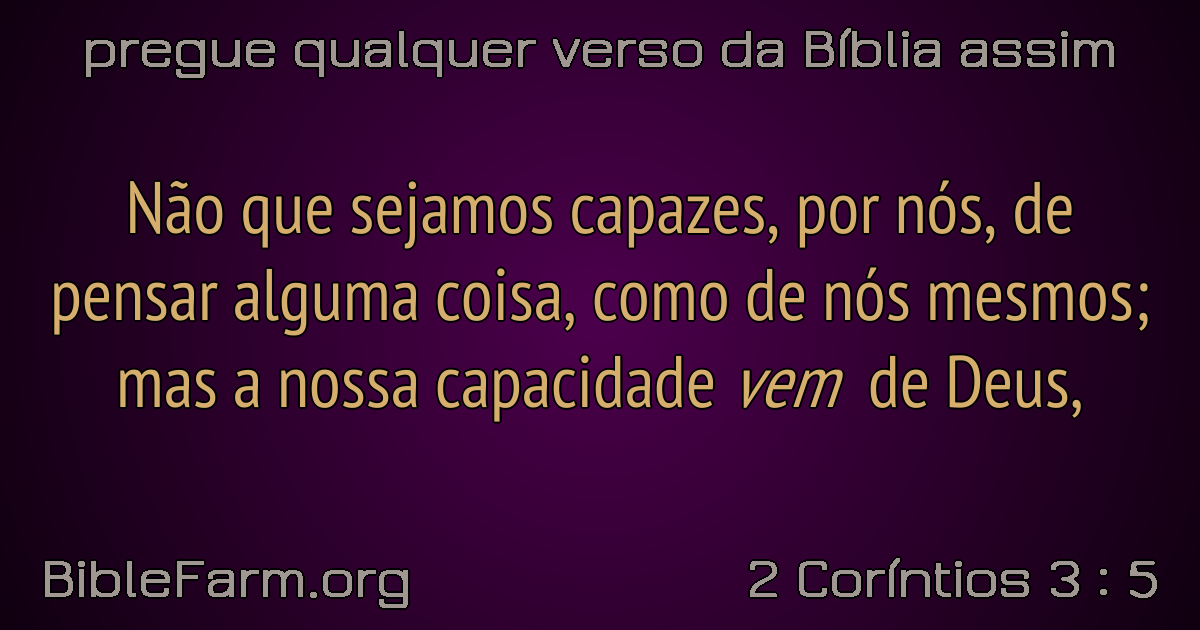 pregue qualquer verso da Bíblia assim
Não que sejamos capazes, por nós, de
pensar alguma coisa, como de nós mesmos;
mas a nossa capacidade vem de Deus,
BibleFarm.org
2 Coríntios 3 : 5